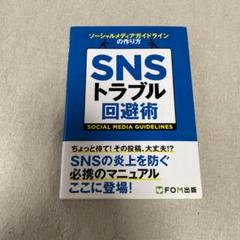 ソーシャルメディアガイドライン
の作り方
SNS
トラブル
回避術
SOCIAL MEDIA GUIDELINES
ちょっと待て!その投稿、大丈夫!?
SNSの炎上を防ぐ
必携のマニュアル
ここに登場!
FOM出版